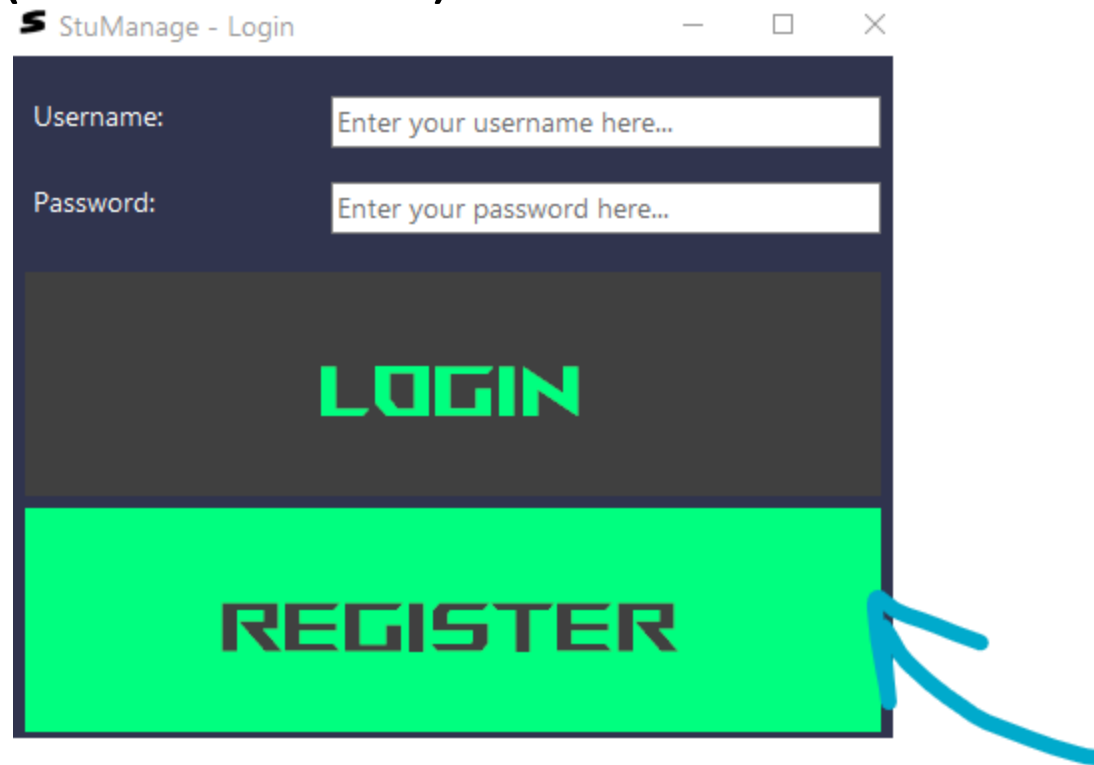 S StuManage - Login
Username: Enter your username here...
Password: Enter your password here...
LOGIN
REGISTER